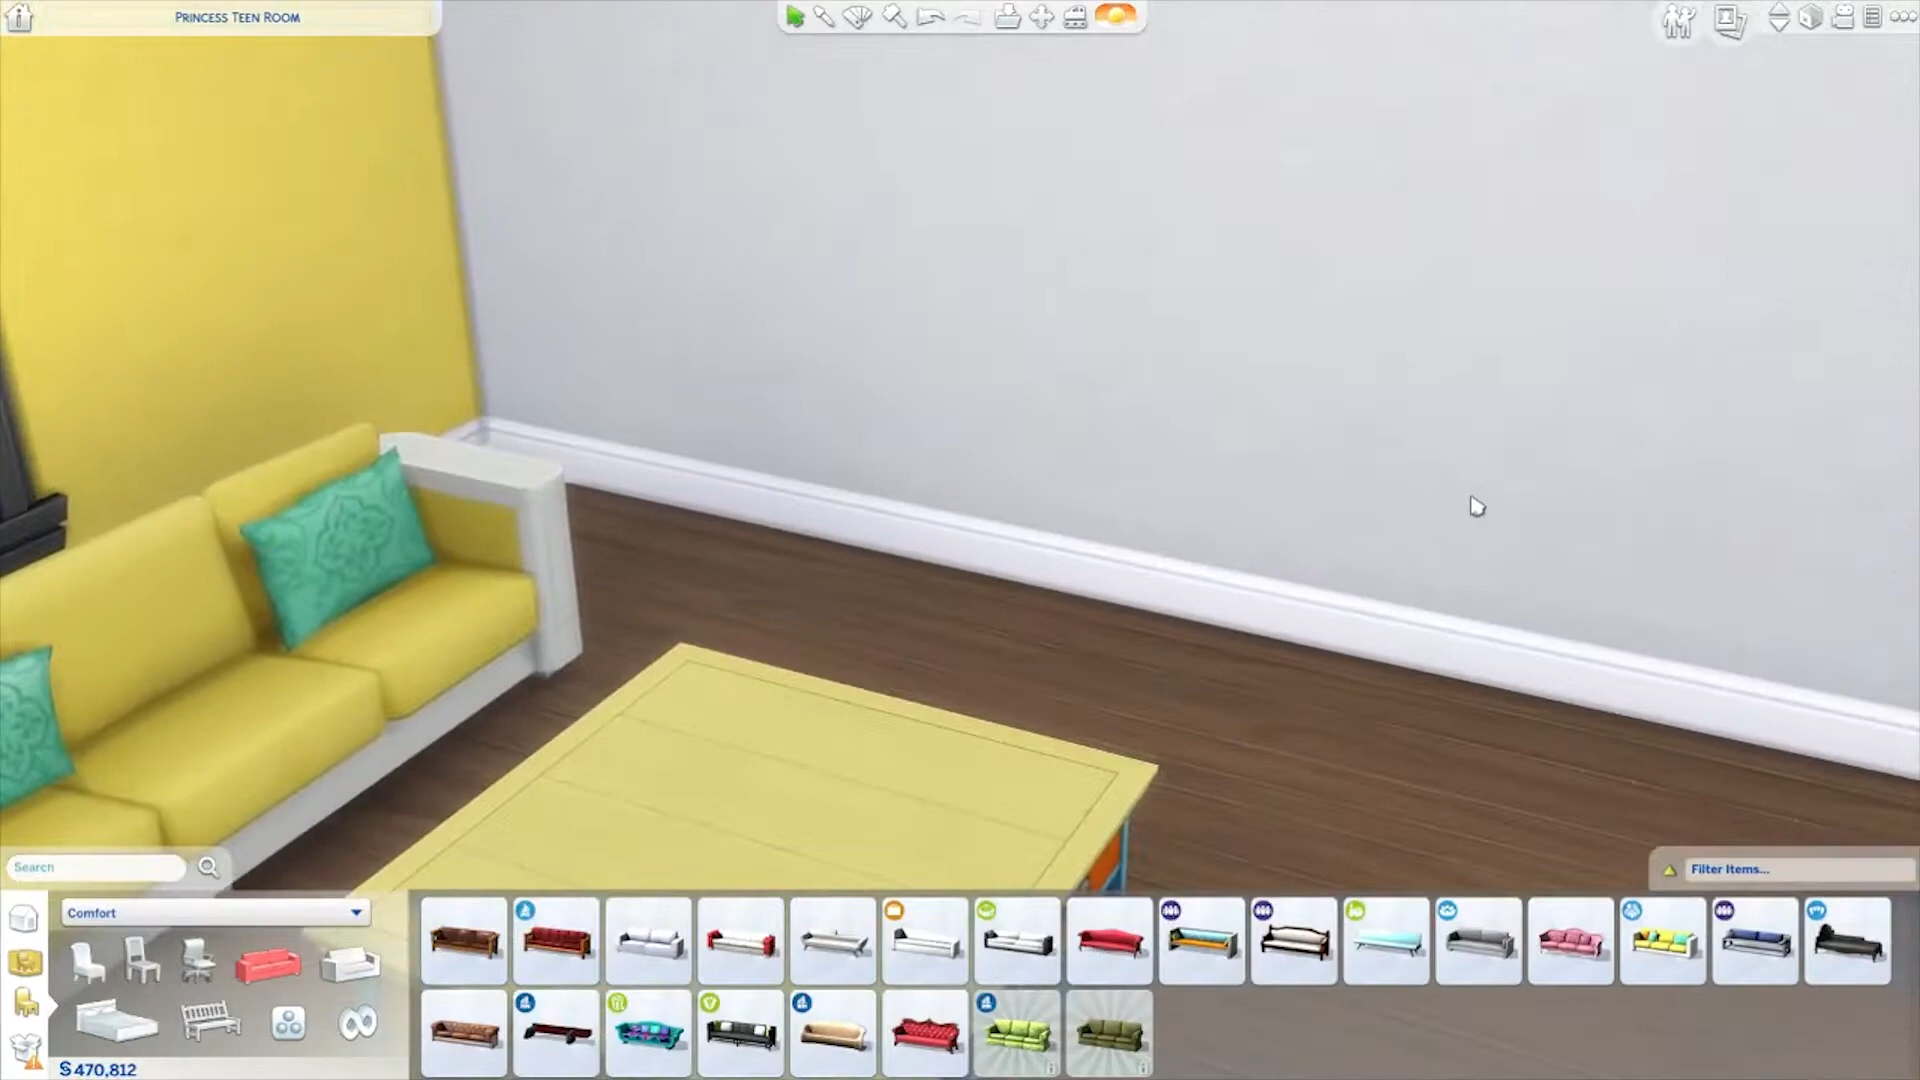 Princess Teen Room
Search
Filter Items...
Comfort
§470,812